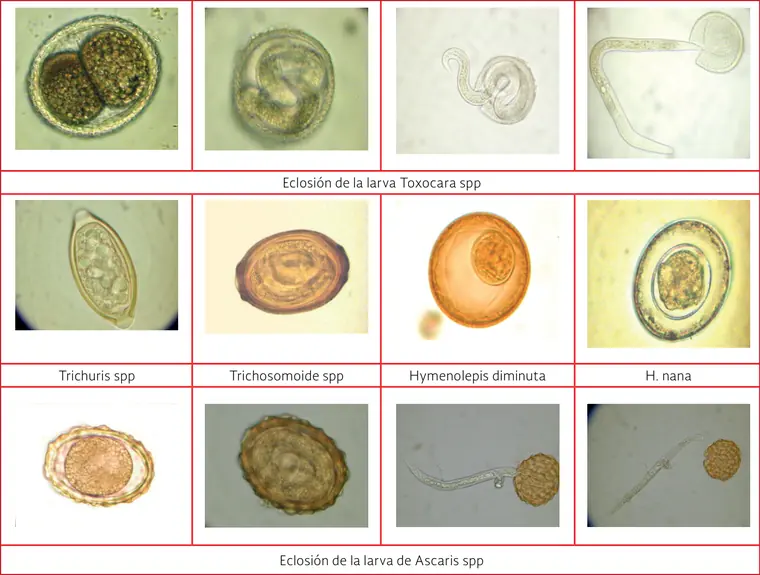 Eclosión de la larva Toxocara spp
Trichuris spp
Trichosomoide spp
Hymenolepis diminuta
H. nana
Eclosión de la larva de Ascaris spp